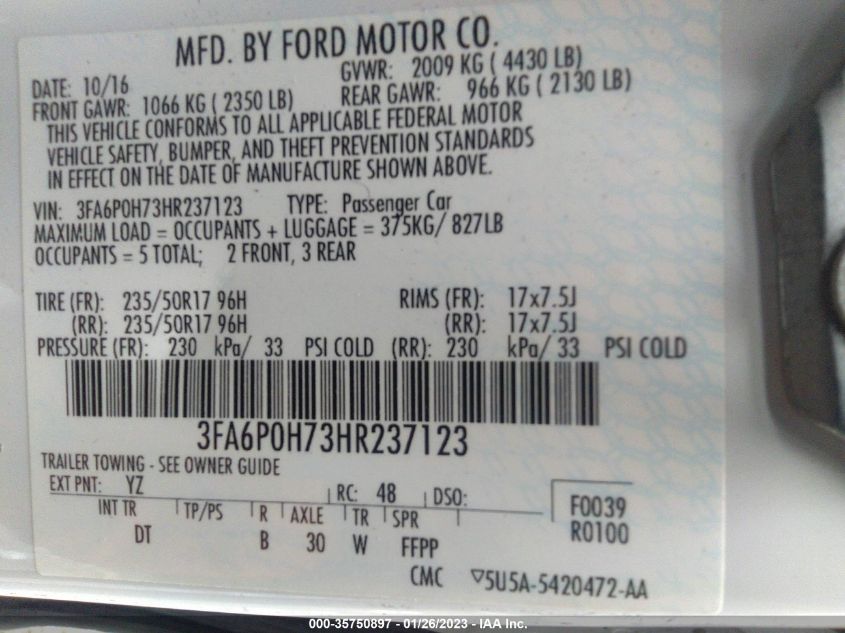 MFD. BY FORD MOTOR CO.
DATE: 10/16 GVWR: 2009 KG ( 4430 LB)
FRONT GAWR: 1066 KG ( 2350 LB) REAR GAWR: 966 KG ( 2130 LB)
THIS VEHICLE CONFORMS TO ALL APPLICABLE FEDERAL MOTOR
VEHICLE SAFETY, BUMPER, AND THEFT PREVENTION STANDARDS
IN EFFECT ON THE DATE OF MANUFACTURE SHOWN ABOVE.
VIN: 3FA6P0H73HR237123 TYPE: Passenger Car
MAXIMUM LOAD = OCCUPANTS + LUGGAGE = 375KG/ 827LB
OCCUPANTS = 5 TOTAL; 2 FRONT, 3 REAR
TIRE (FR): 235/50R17 96H RIMS (FR): 17x7.5J
(RR): 235/50R17 96H (RR): 17x7.5J
PRESSURE (FR): 230 kPa/ 33 PSI COLD (RR): 230 kPa/ 33 PSI COLD
3FA6P0H73HR237123
TRAILER TOWING - SEE OWNER GUIDE
EXT PNT: YZ RC: 48 DSO: F0039
INT TR TP/PS R AXLE TR SPR R0100
DT B 30 W FFPP
CMC ▽5U5A-5420472-AA
000-35750897 - 01/26/2023 - IAA Inc.